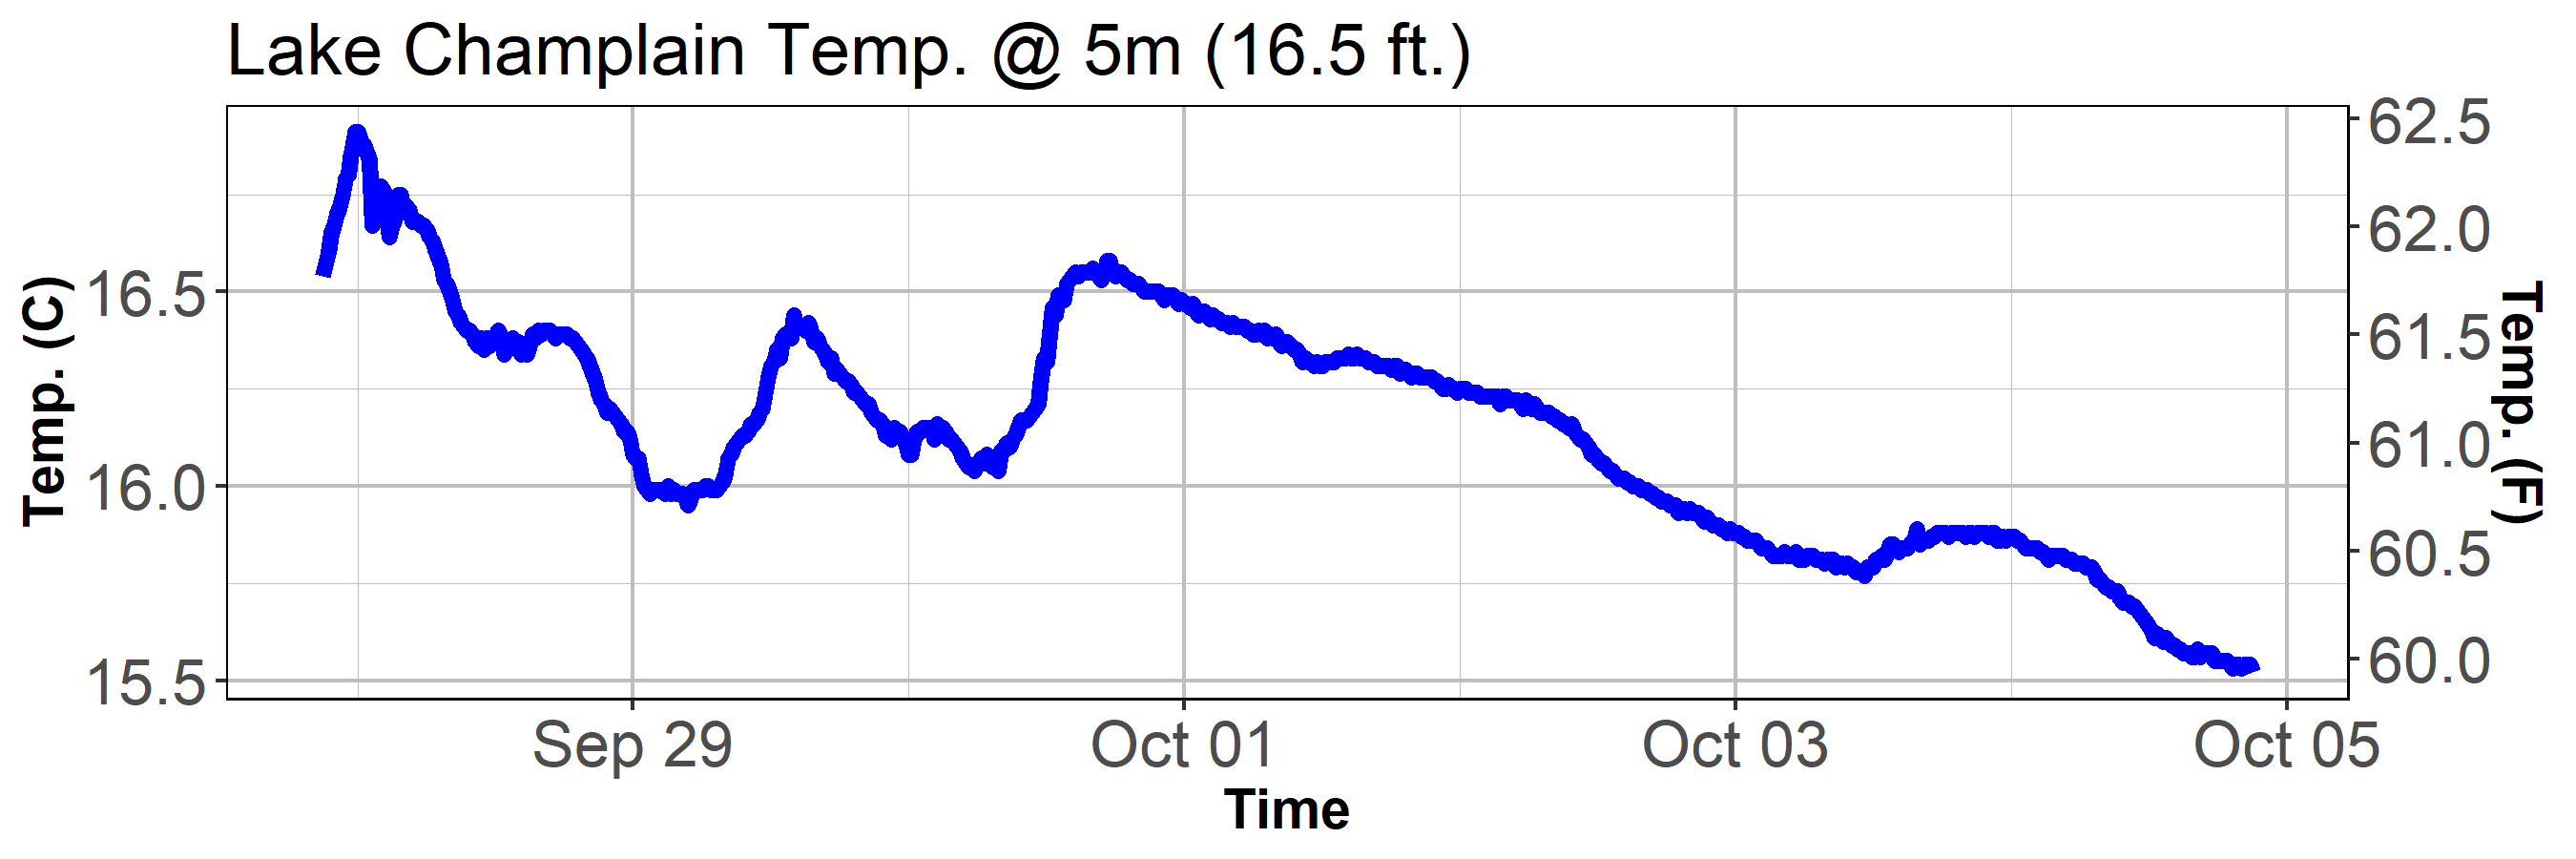 Lake Champlain Temp. @ 5m (16.5 ft.)
Temp. (C)
16.5
16.0
15.5
62.5
62.0
61.5
61.0
60.5
60.0
Temp. (F)
Sep 29
Oct 01
Oct 03
Oct 05
Time